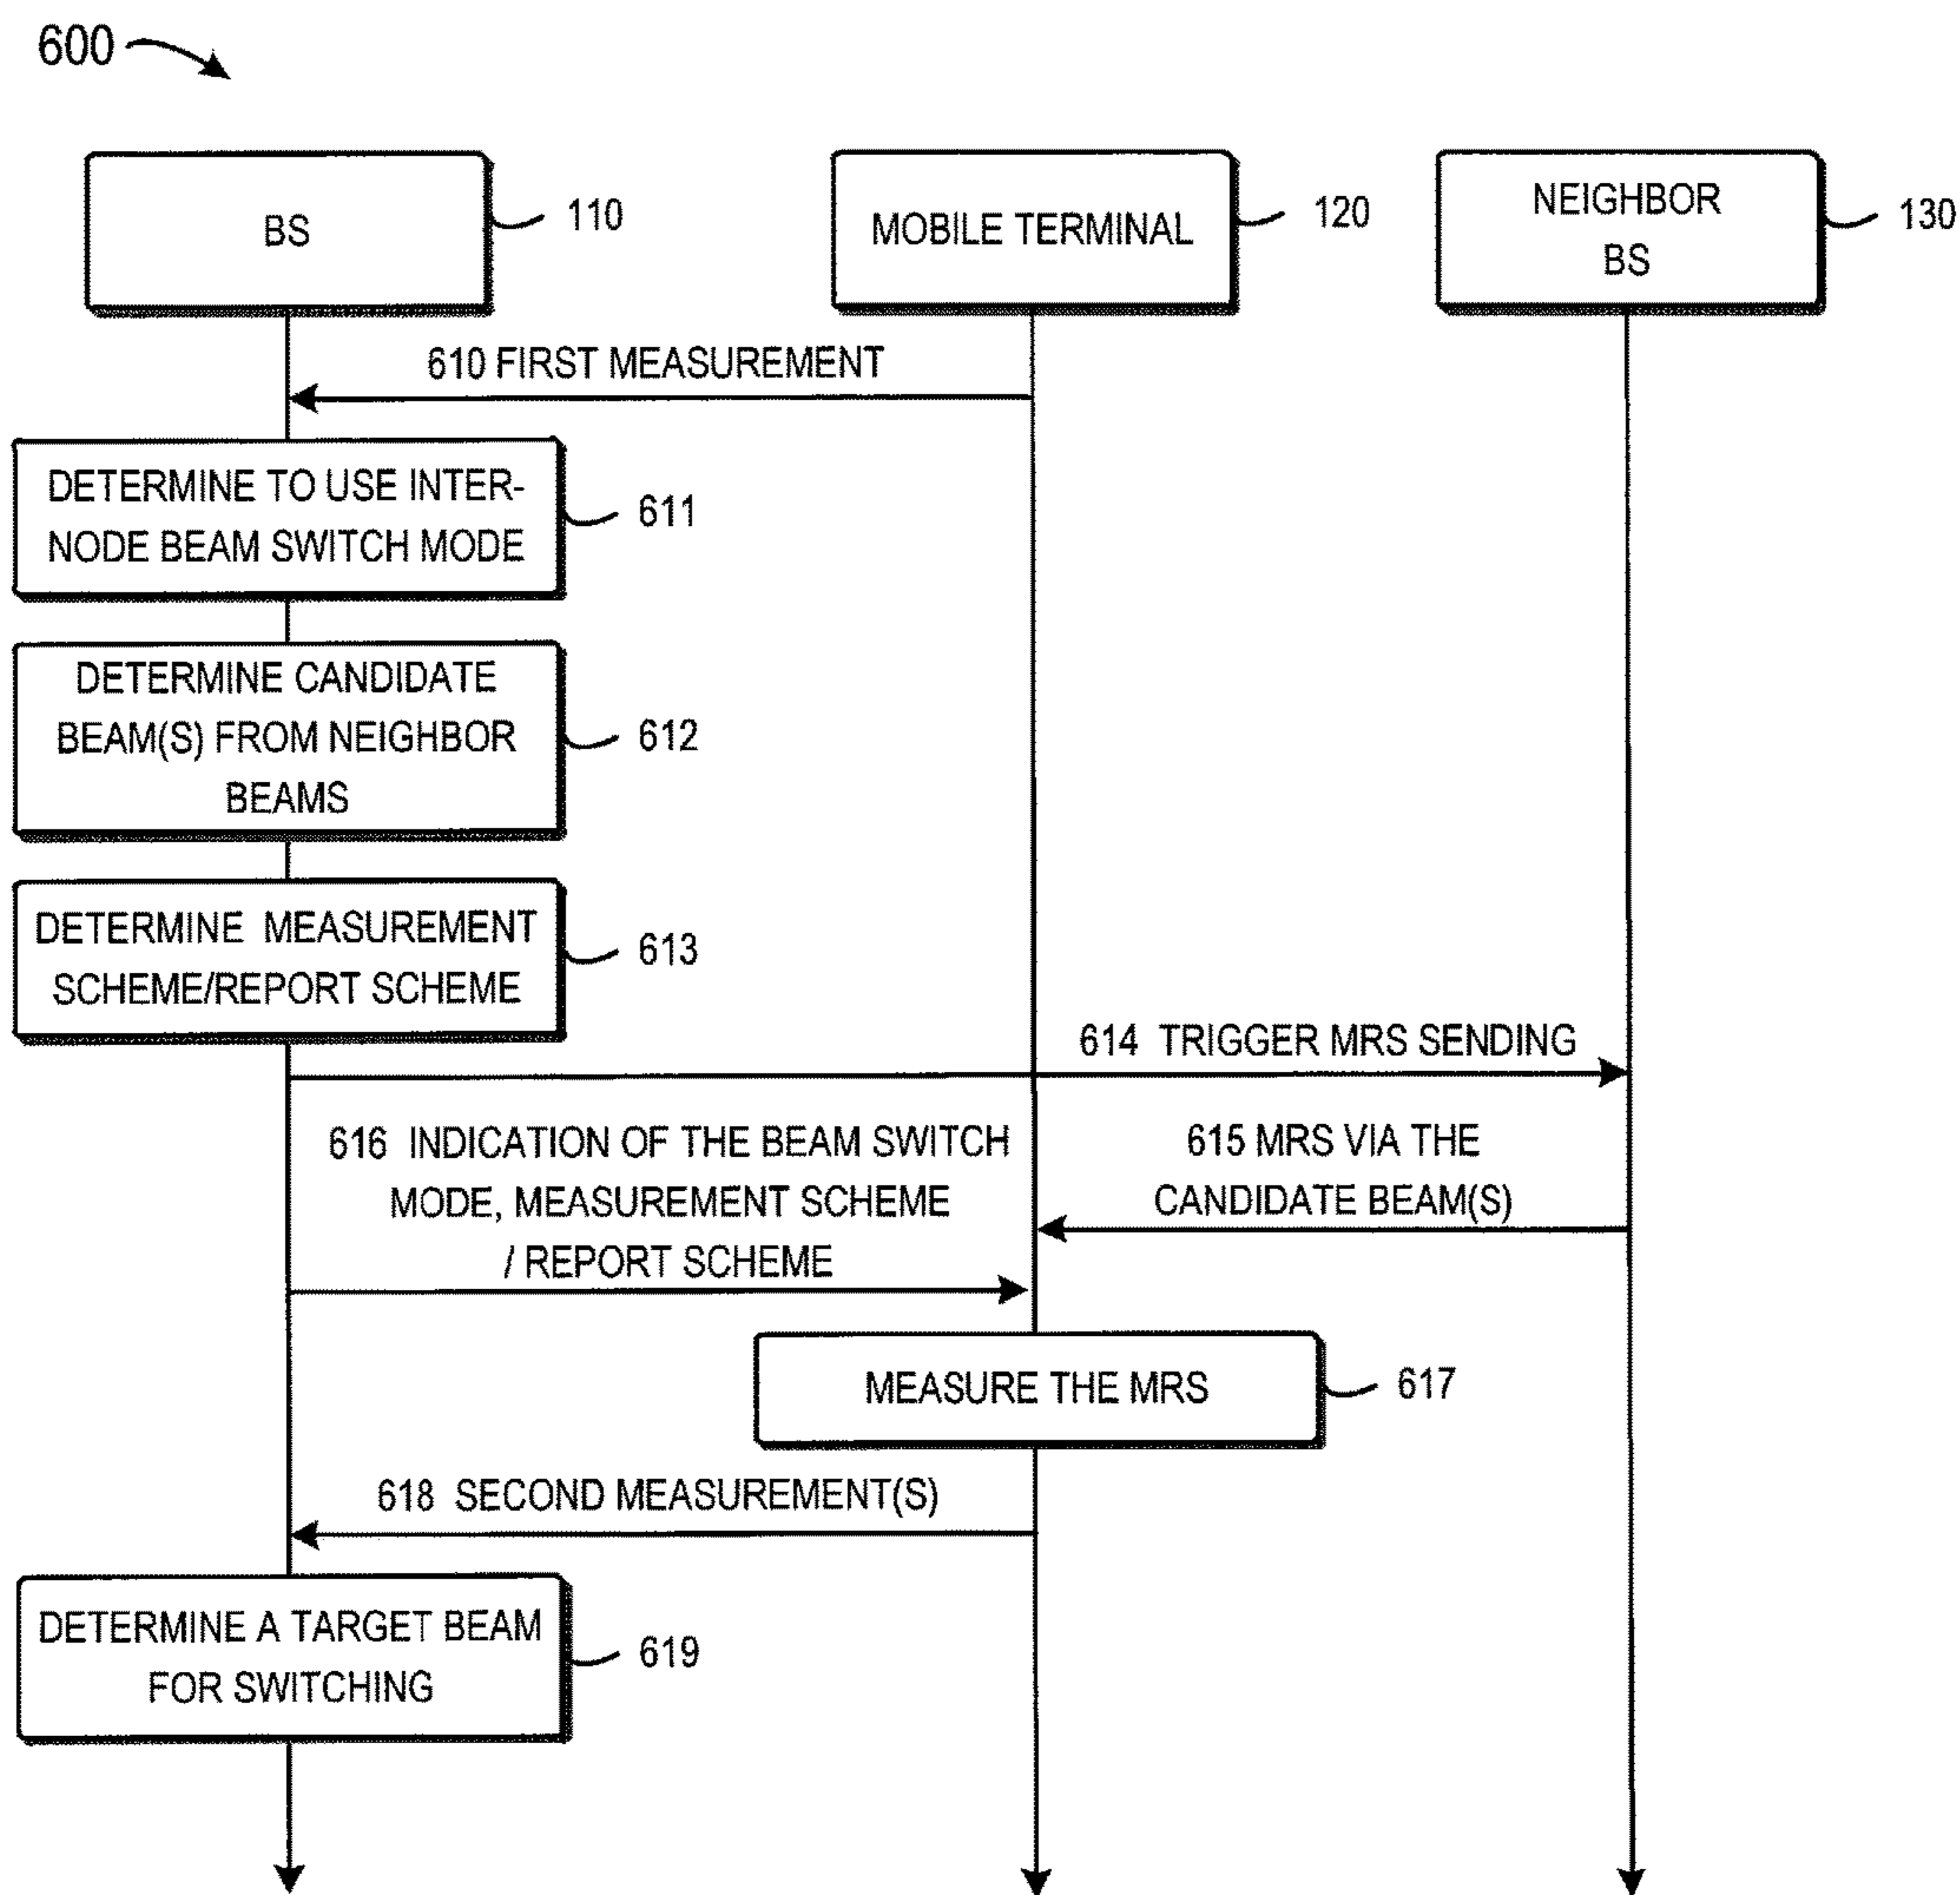 600
BS
110
MOBILE TERMINAL
120
NEIGHBOR
BS
130
610 FIRST MEASUREMENT
DETERMINE TO USE INTER-
NODE BEAM SWITCH MODE
611
DETERMINE CANDIDATE
BEAM(S) FROM NEIGHBOR
BEAMS
612
DETERMINE MEASUREMENT
SCHEME/REPORT SCHEME
613
614 TRIGGER MRS SENDING
616 INDICATION OF THE BEAM SWITCH
MODE, MEASUREMENT SCHEME
/ REPORT SCHEME
615 MRS VIA THE
CANDIDATE BEAM(S)
MEASURE THE MRS
617
618 SECOND MEASUREMENT(S)
DETERMINE A TARGET BEAM
FOR SWITCHING
619